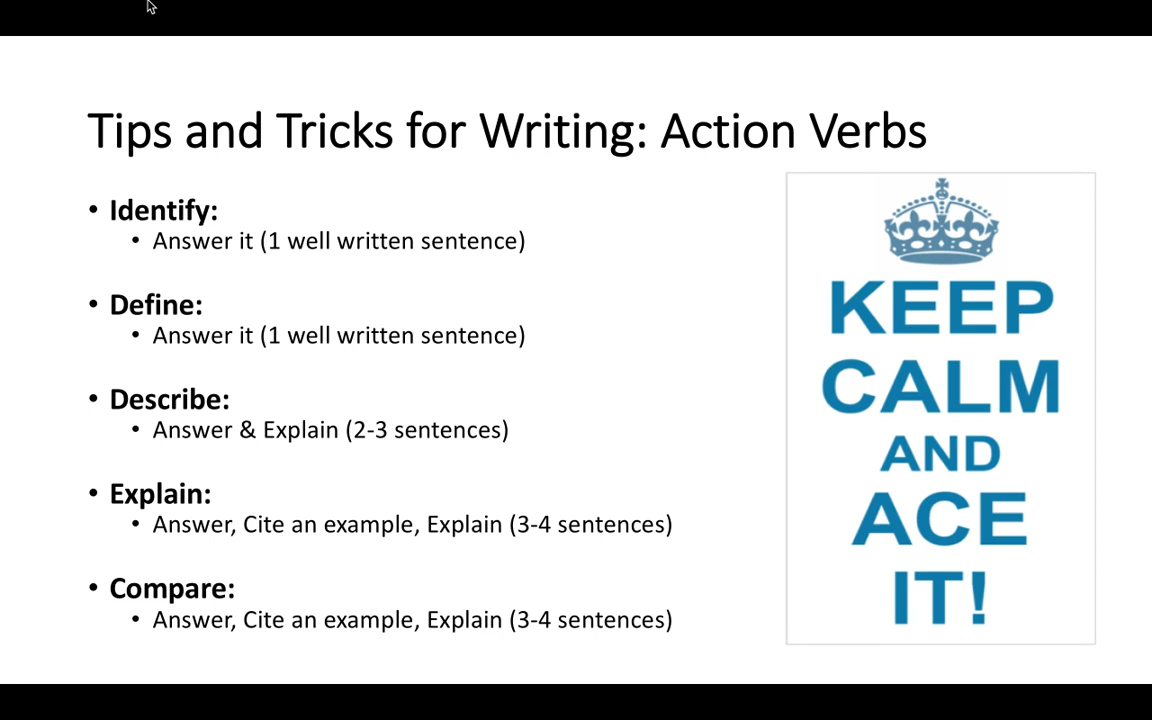 Tips and Tricks for Writing: Action Verbs
• Identify:
• Answer it (1 well written sentence)
• Define:
• Answer it (1 well written sentence)
• Describe:
• Answer & Explain (2-3 sentences)
• Explain:
• Answer, Cite an example, Explain (3-4 sentences)
• Compare:
• Answer, Cite an example, Explain (3-4 sentences)
KEEP
CALM
AND
ACE
IT!